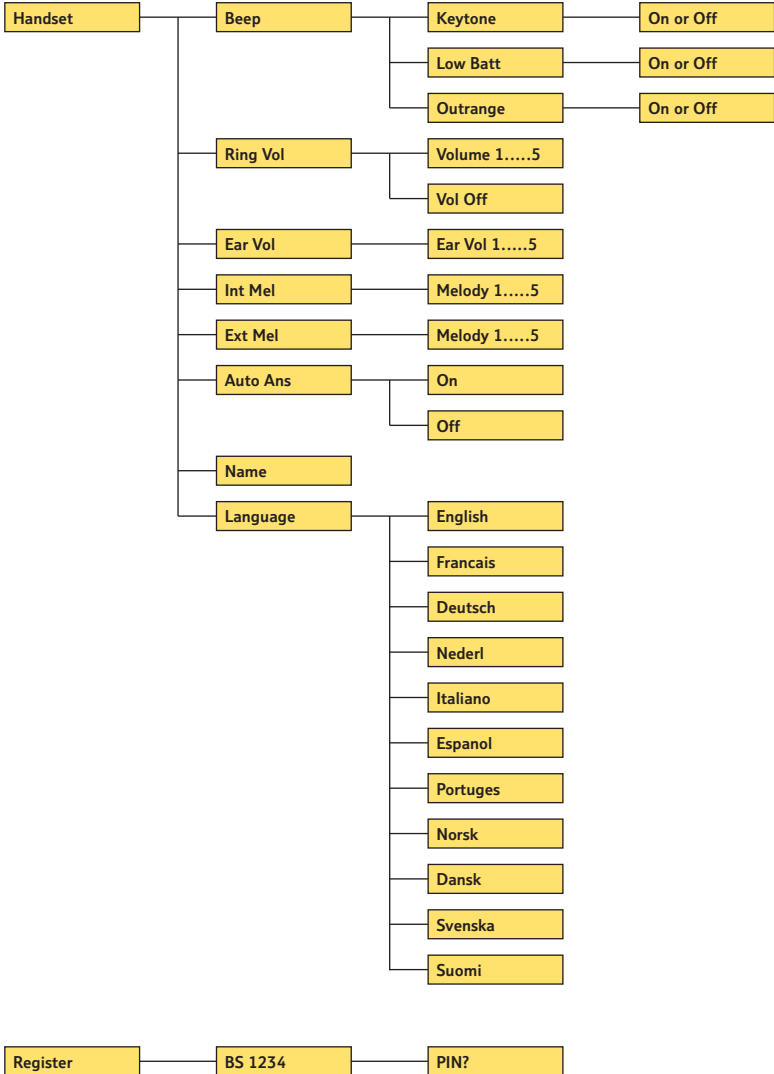 Handset
Beep
Keytone
On or Off
Low Batt
On or Off
Outrange
On or Off
Ring Vol
Volume 1.....5
Vol Off
Ear Vol
Ear Vol 1.....5
Int Mel
Melody 1.....5
Ext Mel
Melody 1.....5
Auto Ans
On
Off
Name
Language
English
Francais
Deutsch
Nederl
Italiano
Espanol
Portuges
Norsk
Dansk
Svenska
Suomi
Register
BS 1234
PIN?